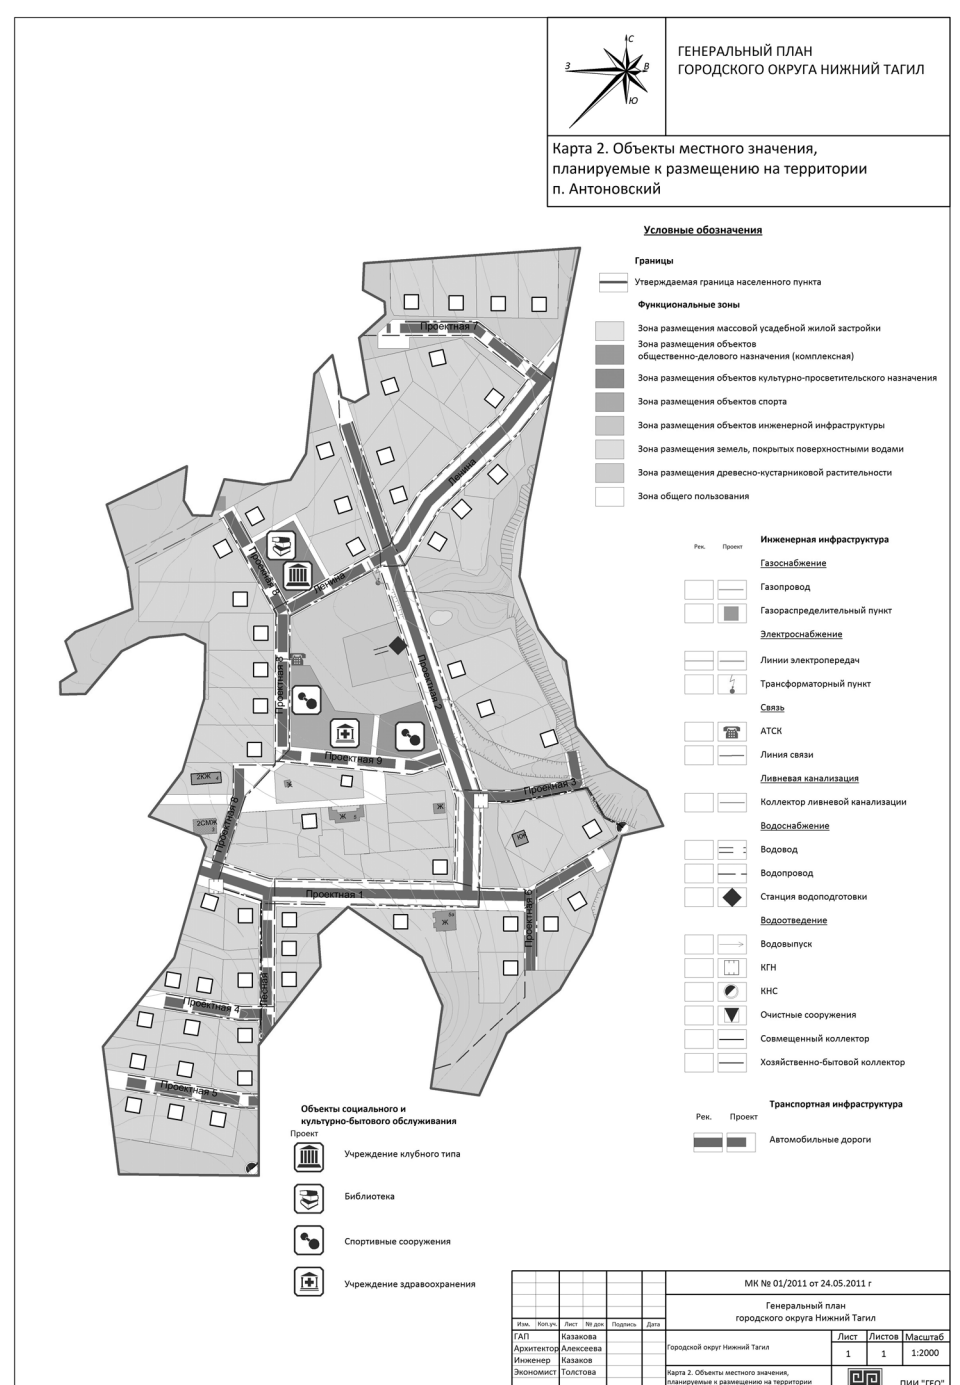 С
З
В
Ю
ГЕНЕРАЛЬНЫЙ ПЛАН
ГОРОДСКОГО ОКРУГА НИЖНИЙ ТАГИЛ
Карта 2. Объекты местного значения,
планируемые к размещению на территории
п. Антоновский
Условные обозначения
Границы
Утверждаемая граница населенного пункта
Функциональные зоны
Зона размещения массовой усадебной жилой застройки
Зона размещения объектов
общественно-делового назначения (комплексная)
Зона размещения объектов культурно-просветительского назначения
Зона размещения объектов спорта
Зона размещения объектов инженерной инфраструктуры
Зона размещения земель, покрытых поверхностными водами
Зона размещения древесно-кустарниковой растительности
Зона общего пользования
Инженерная инфраструктура
Рек. Проект
Газоснабжение
Газопровод
Газораспределительный пункт
Электроснабжение
Линии электропередач
Трансформаторный пункт
Связь
АТСК
Линия связи
Ливневая канализация
Коллектор ливневой канализации
Водоснабжение
Водовод
Водопровод
Станция водоподготовки
Водоотведение
Водовыпуск
КГН
КНС
Очистные сооружения
Совмещенный коллектор
Хозяйственно-бытовой коллектор
Транспортная инфраструктура
Рек. Проект
Автомобильные дороги
Проектная 7
Ленина
Проектная 8
Ленина
Проектная 8
Проектная 2
Проектная 9
Проектная 3
2КЖ 4
Ж
Проектная 8
2СМЖ 3
Ж
Ж
КЖ
Проектная 1
Проектная 6
Ж
Лесная
Проектная 4
Проектная 5
Объекты социального и
культурно-бытового обслуживания
Проект
Учреждение клубного типа
Библиотека
Спортивные сооружения
Учреждение здравоохранения
МК № 01/2011 от 24.05.2011 г
Генеральный план
городского округа Нижний Тагил
Изм. Кол.уч. Лист № док Подпись Дата
ГАП Казакова
Архитектор Алексеева
Инженер Казаков
Экономист Толстова
Городской округ Нижний Тагил
Лист Листов Масштаб
1 1 1:2000
Карта 2. Объекты местного значения,
планируемые к размещению на территории
ПИИ "ГЕО"